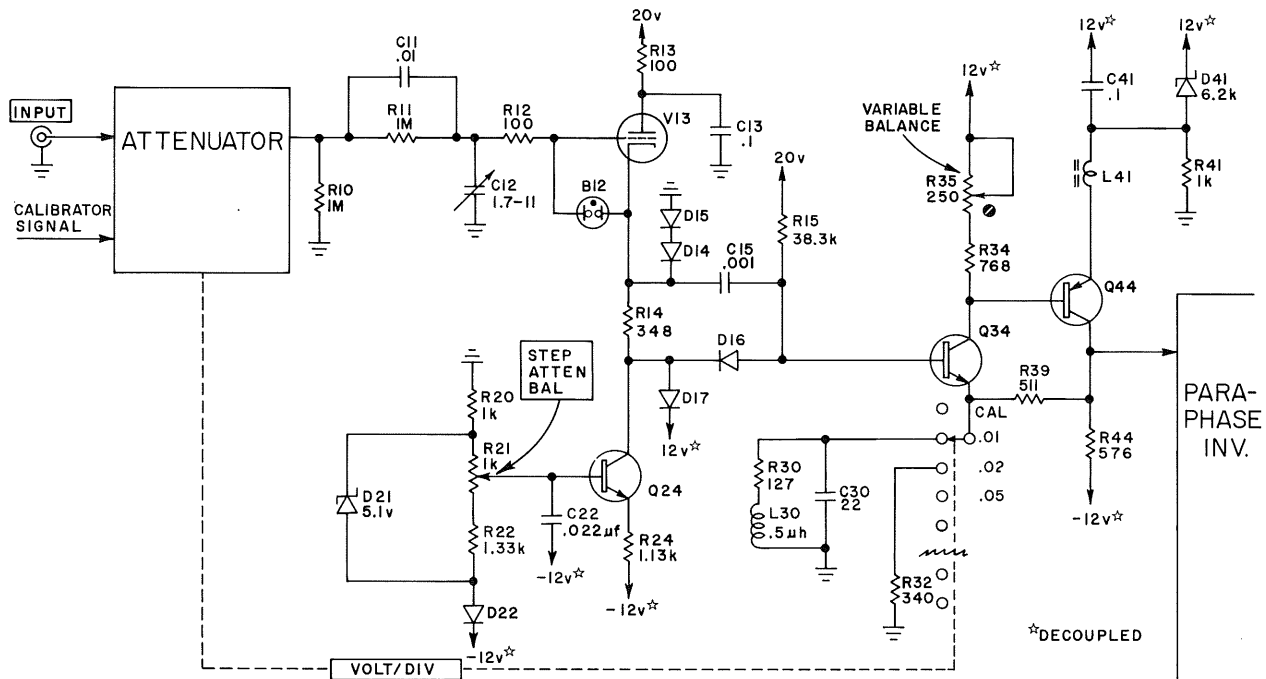 20v
R13
100
C11
.01
INPUT
ATTENUATOR
R11
1M
R12
100
V13
C13
.1
12v☆
C41
.1
12v☆
D41
6.2k
12v☆
VARIABLE
BALANCE
R35
250
L41
R41
1k
CALIBRATOR
SIGNAL
R10
1M
C12
1.7-11
B12
20v
D15
D14
R15
38.3k
C15
.001
R34
768
Q44
R14
348
D16
Q34
STEP
ATTEN
BAL
D17
12v☆
R39
511
PARA-
PHASE
INV.
R20
1k
R21
1k
CAL
.01
.02
.05
R44
576
-12v☆
D21
5.1v
Q24
R30
127
C30
22
L30
.5µh
R22
1.33k
C22
.022µf
-12v☆
R24
1.13k
-12v☆
R32
340
D22
-12v☆
☆DECOUPLED
VOLT/DIV